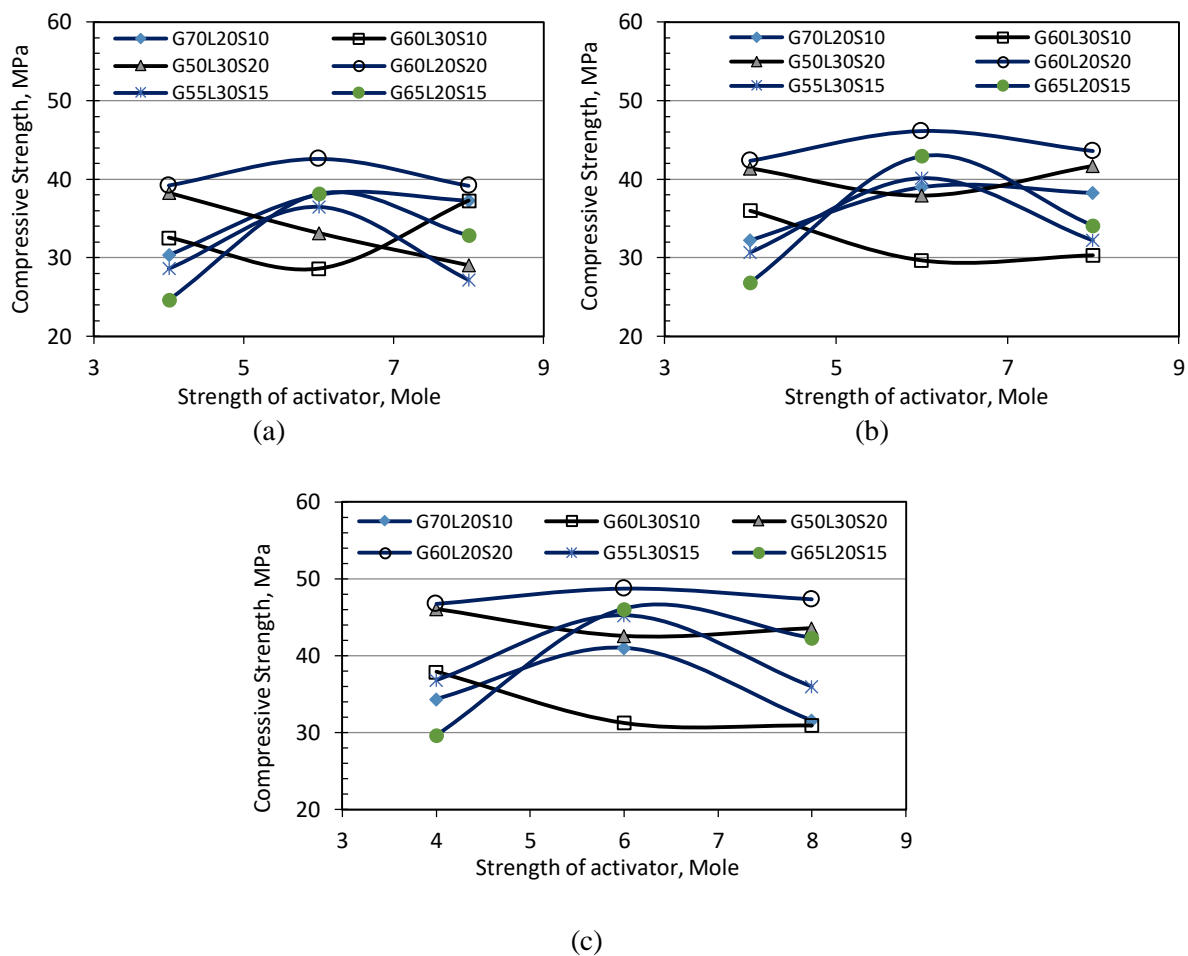 60
50
40
30
20
Compressive Strength, MPa
G70L20S10 G60L30S10
G50L30S20 G60L20S20
G55L30S15 G65L20S15
3 5 7 9
Strength of activator, Mole
(a)
60
50
40
30
20
Compressive Strength, MPa
G70L20S10 G60L30S10
G50L30S20 G60L20S20
G55L30S15 G65L20S15
3 5 7 9
Strength of activator, Mole
(b)
60
50
40
30
20
Compressive Strength, MPa
G70L20S10 G60L30S10 G50L30S20
G60L20S20 G55L30S15 G65L20S15
3 4 5 6 7 8 9
Strength of activator, Mole
(c)